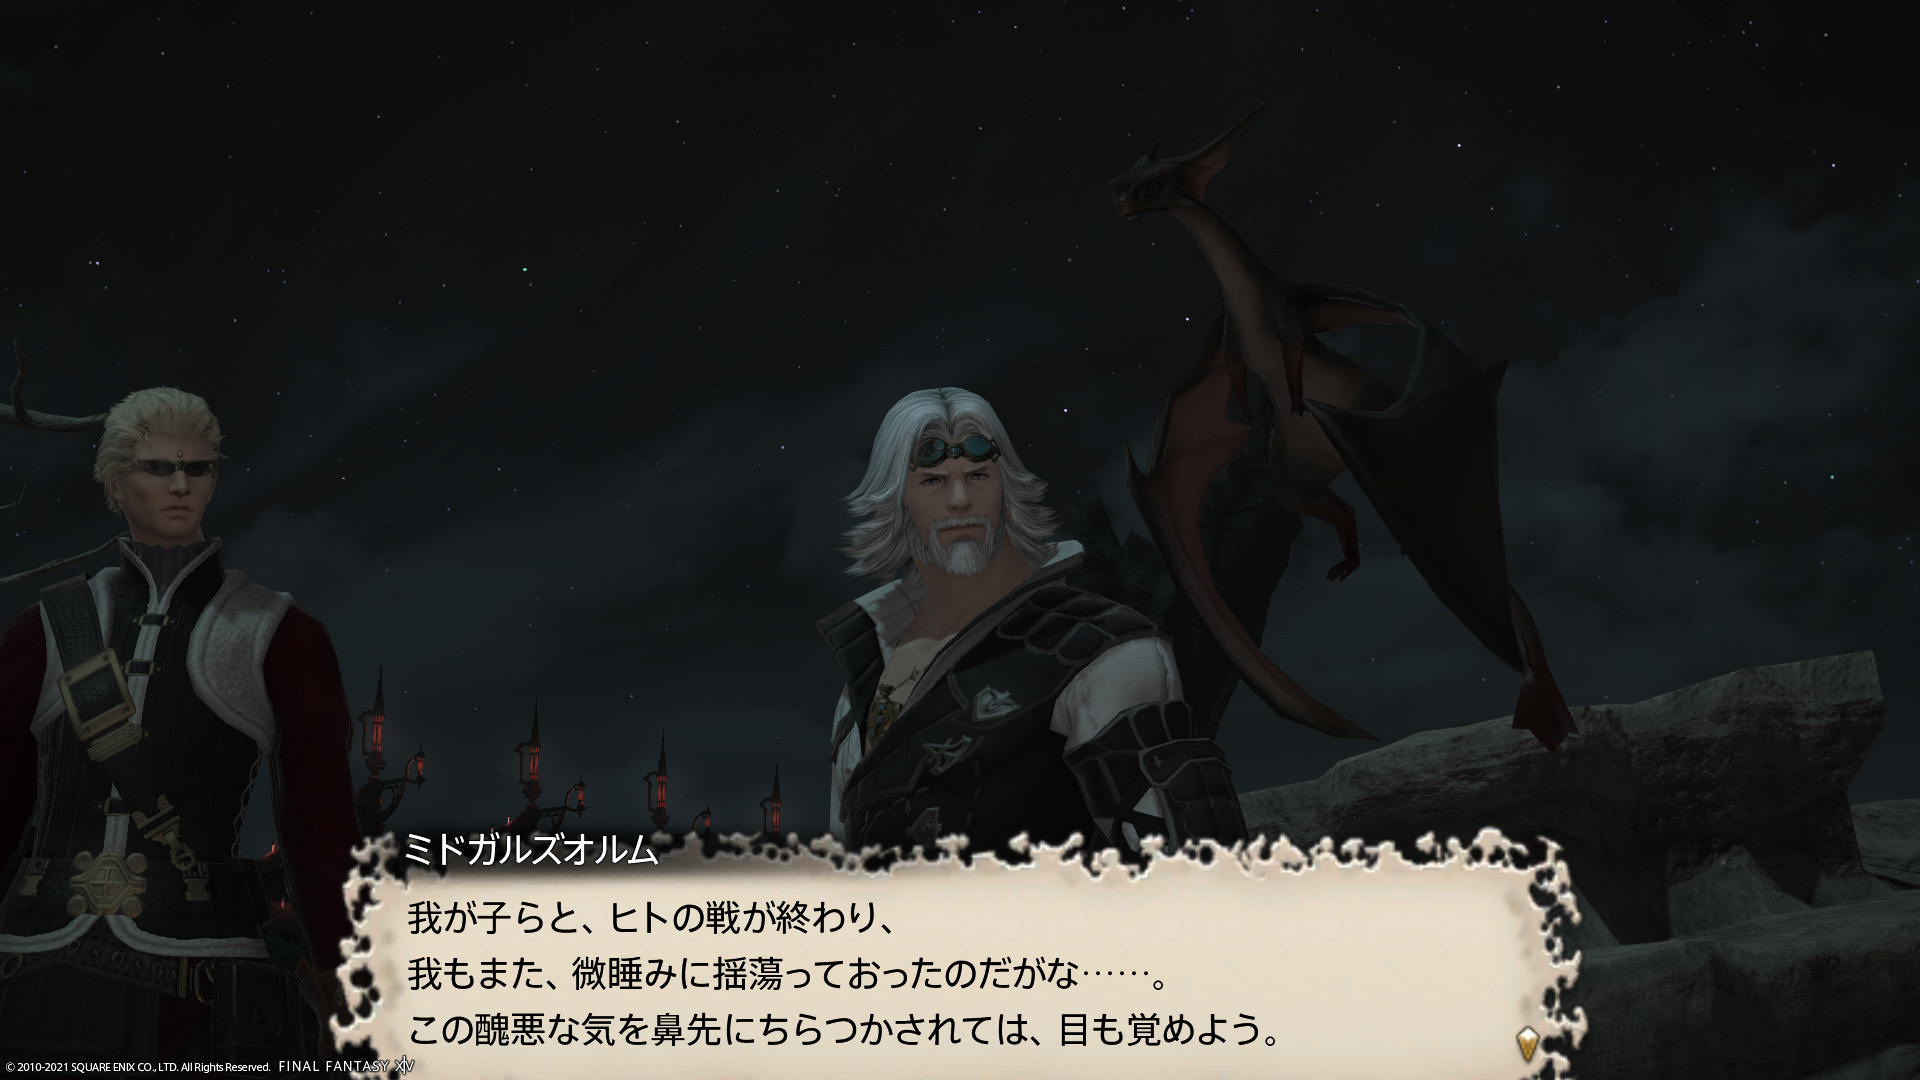 ミドガルズオルム
我が子らと、ヒトの戦が終わり、
我もまた、微睡みに揺蕩っておったのだがな……。
この醜悪な気を鼻先にちらつかされては、目も覚めよう。
© 2010-2021 SQUARE ENIX CO., LTD. All Rights Reserved. FINAL FANTASY XIV